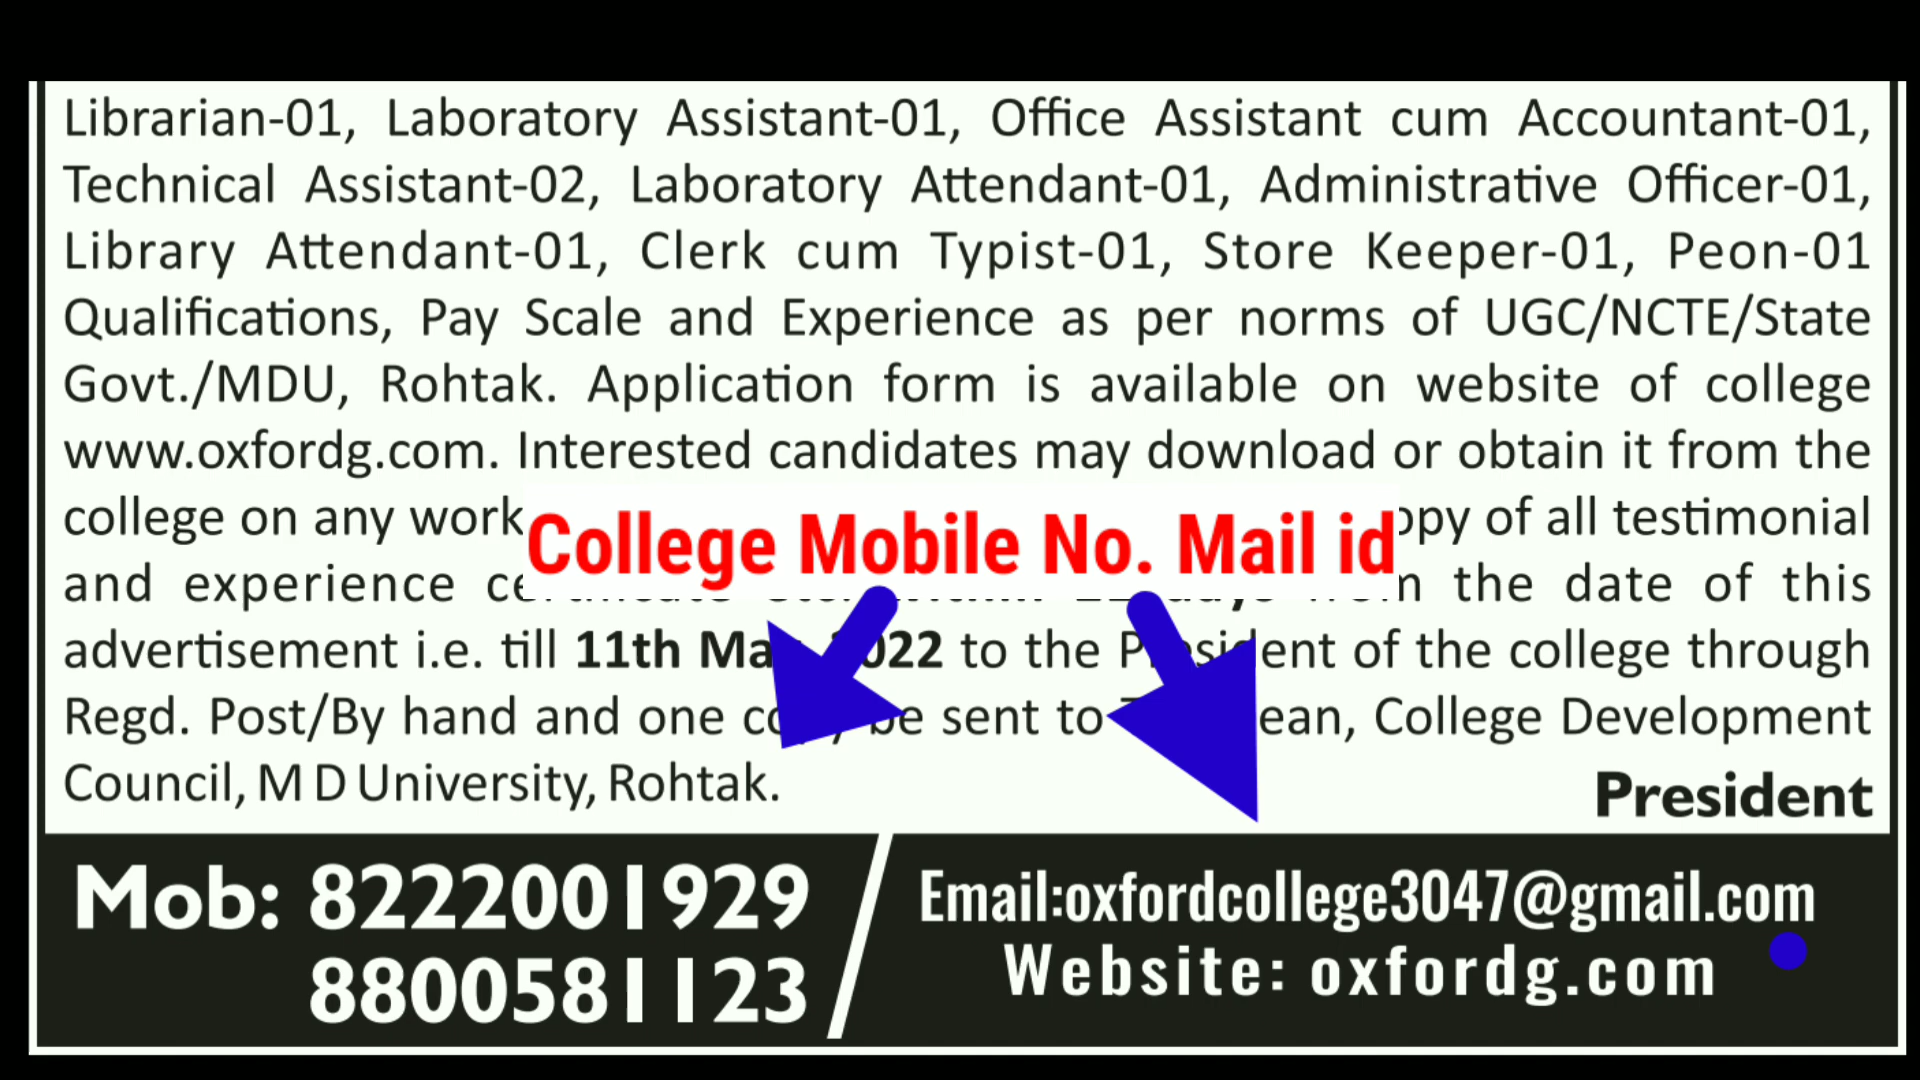 Librarian-01, Laboratory Assistant-01, Office Assistant cum Accountant-01,
Technical Assistant-02, Laboratory Attendant-01, Administrative Officer-01,
Library Attendant-01, Clerk cum Typist-01, Store Keeper-01, Peon-01
Qualifications, Pay Scale and Experience as per norms of UGC/NCTE/State
Govt./MDU, Rohtak. Application form is available on website of college
www.oxfordg.com. Interested candidates may download or obtain it from the
college on any work opy of all testimonial
College Mobile No. Mail id
and experience the date of this
advertisement i.e. till 11th 2022 to the President of the college through
Regd. Post/By hand and one copy be sent to ean, College Development
Council, M D University, Rohtak.
President
Mob: 8222001929
8800581123
Email:oxfordcollege3047@gmail.com
Website: oxfordg.com